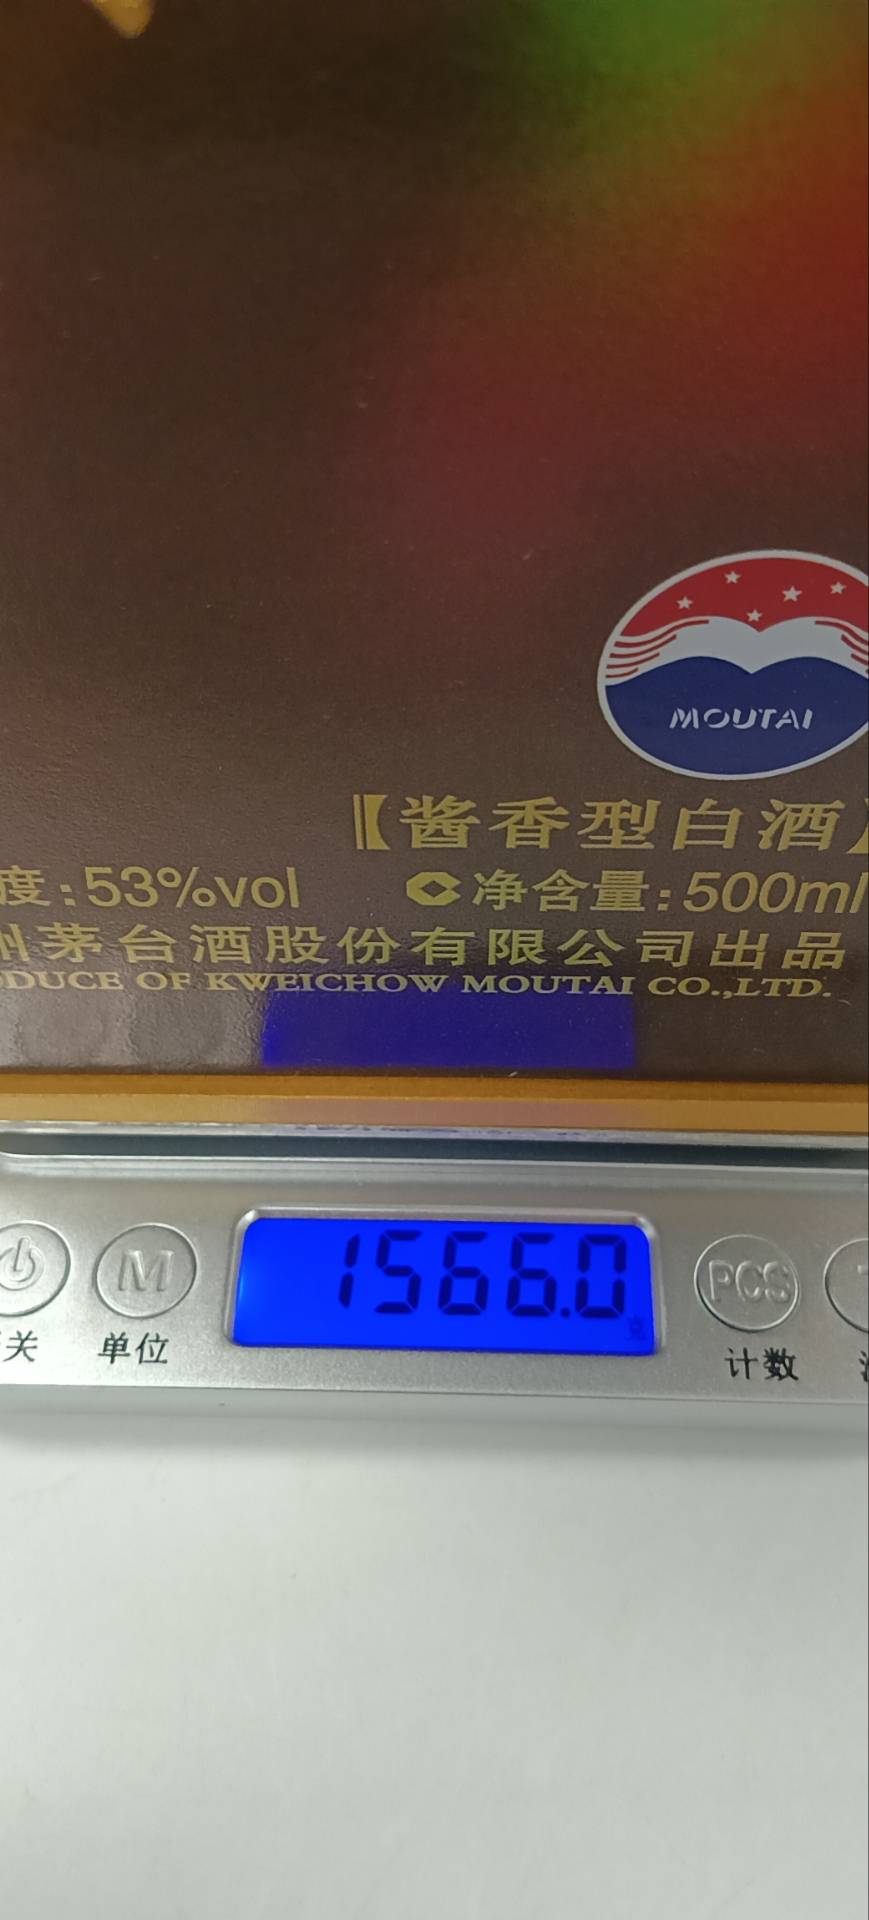 MOUTAI
【酱香型白酒】
度:53%vol 净含量:500ml
州茅台酒股份有限公司出品
DUCE OF KWEICHOW MOUTAI CO.,LTD.
1566.0
克
M PCS
关 单位 计数